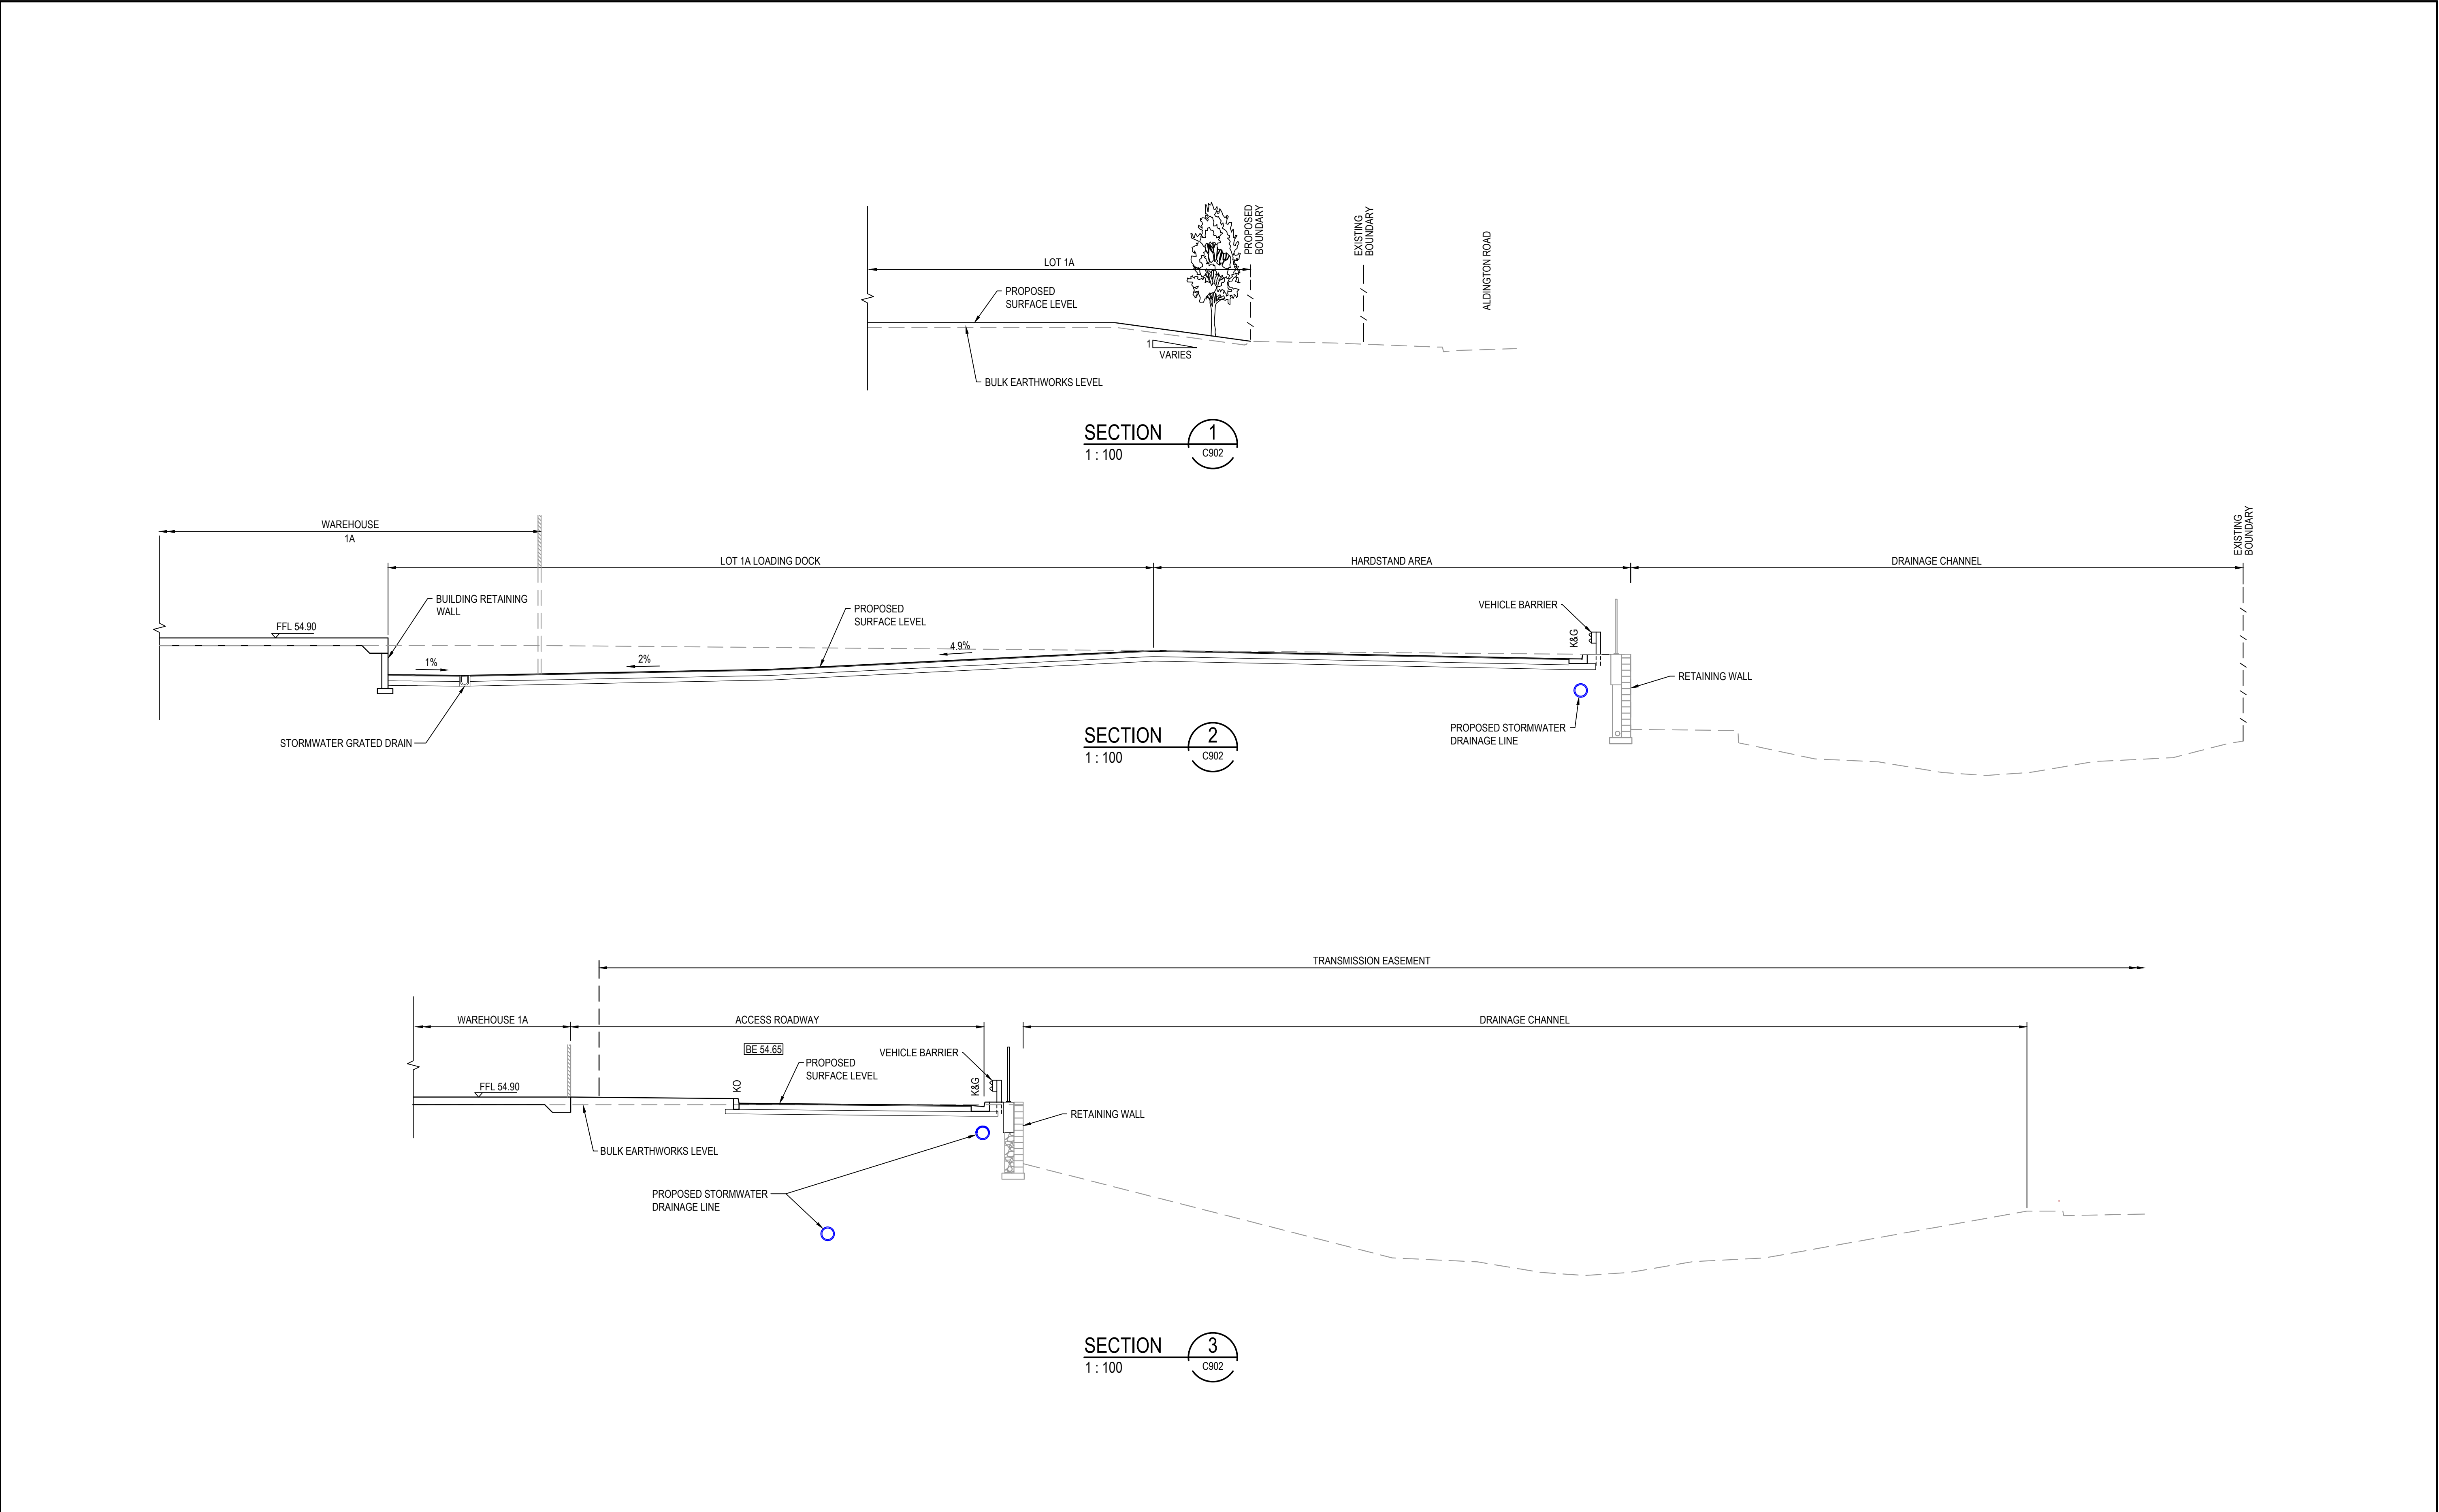 PROPOSED
BOUNDARY
EXISTING
BOUNDARY
ALDINGTON ROAD
LOT 1A
PROPOSED
SURFACE LEVEL
1
VARIES
BULK EARTHWORKS LEVEL
SECTION
1 : 100
1
C902
WAREHOUSE
1A
EXISTING
BOUNDARY
LOT 1A LOADING DOCK
HARDSTAND AREA
DRAINAGE CHANNEL
BUILDING RETAINING
WALL
PROPOSED
SURFACE LEVEL
VEHICLE BARRIER
FFL 54.90
K&G
1%
2%
4.9%
RETAINING WALL
STORMWATER GRATED DRAIN
PROPOSED STORMWATER
DRAINAGE LINE
SECTION
1 : 100
2
C902
TRANSMISSION EASEMENT
WAREHOUSE 1A
ACCESS ROADWAY
DRAINAGE CHANNEL
BE 54.65
VEHICLE BARRIER
PROPOSED
SURFACE LEVEL
FFL 54.90
KO
K&G
RETAINING WALL
BULK EARTHWORKS LEVEL
PROPOSED STORMWATER
DRAINAGE LINE
SECTION
1 : 100
3
C902